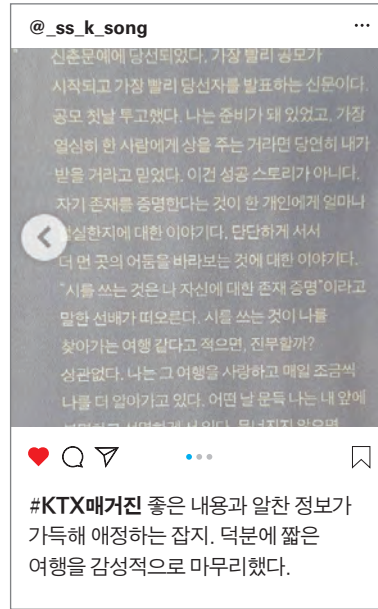 @_ss_k_song
신춘문예에 당선되었다. 가장 빨리 공모가
시작되고 가장 빨리 당선자를 발표하는 신문이다.
공모 첫날 투고했다. 나는 준비가 돼 있었고, 가장
열심히 한 사람에게 상을 주는 거라면 당연히 내가
받을 거라고 믿었다. 이건 성공 스토리가 아니다.
자기 존재를 증명한다는 것이 한 개인에게 얼마나
실한지에 대한 이야기다. 단단하게 서서
더 먼 곳의 어둠을 바라보는 것에 대한 이야기다.
“시를 쓰는 것은 나 자신에 대한 존재 증명”이라고
말한 선배가 떠오른다. 시를 쓰는 것이 나를
찾아가는 여행 같다고 적으면, 진부할까?
상관없다. 나는 그 여행을 사랑하고 매일 조금씩
나를 더 알아가고 있다. 어떤 날 문득 나는 내 앞에
#KTX매거진 좋은 내용과 알찬 정보가
가득해 애정하는 잡지. 덕분에 짧은
여행을 감성적으로 마무리했다.